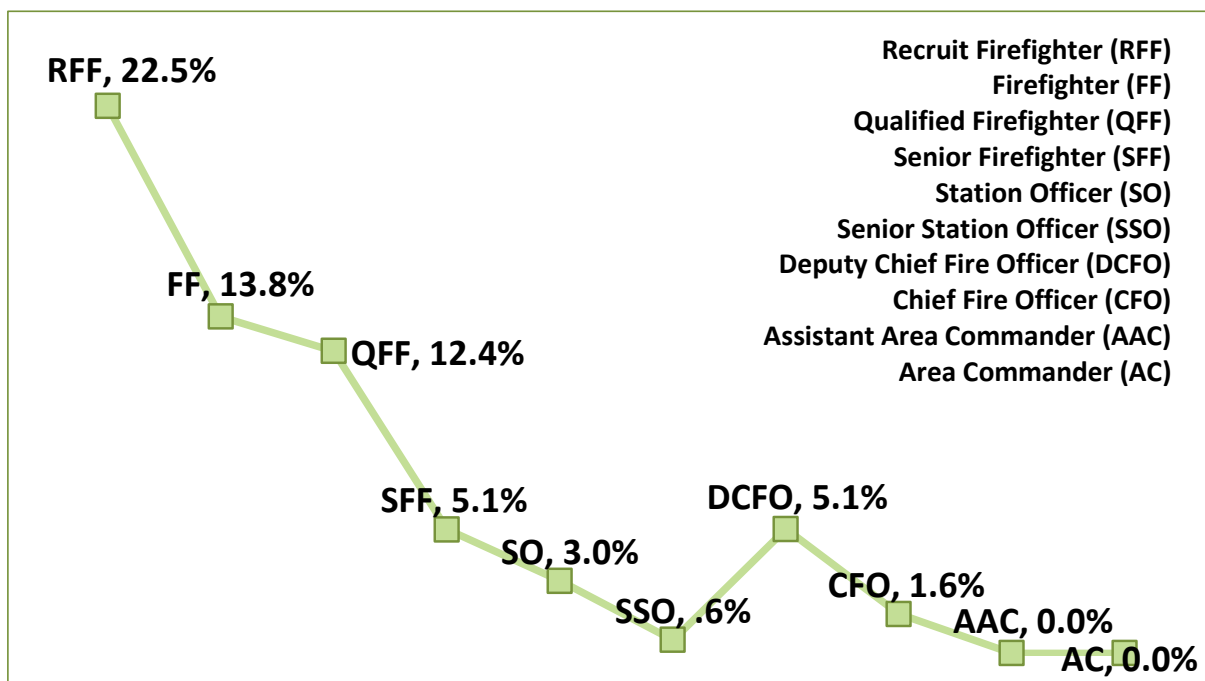 RFF, 22.5%
FF, 13.8%
QFF, 12.4%
SFF, 5.1%
SO, 3.0%
SSO, .6%
DCFO, 5.1%
CFO, 1.6%
AAC, 0.0%
AC, 0.0%
Recruit Firefighter (RFF)
Firefighter (FF)
Qualified Firefighter (QFF)
Senior Firefighter (SFF)
Station Officer (SO)
Senior Station Officer (SSO)
Deputy Chief Fire Officer (DCFO)
Chief Fire Officer (CFO)
Assistant Area Commander (AAC)
Area Commander (AC)